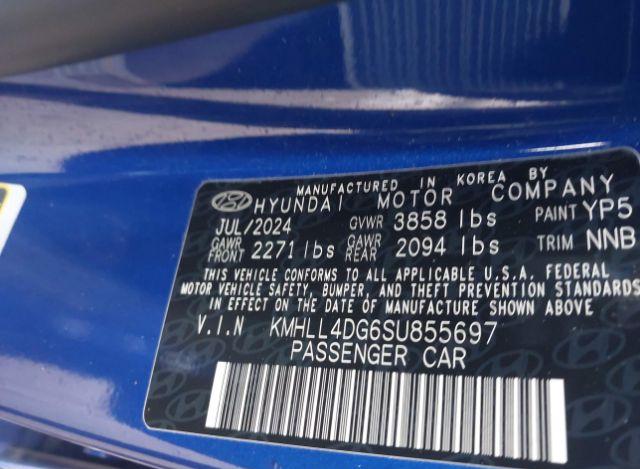 MANUFACTURED IN KOREA BY
HYUNDAI MOTOR COMPANY
JUL/2024 GVWR 3858 lbs PAINT YP5
GAWR FRONT 2271 lbs GAWR REAR 2094 lbs TRIM NNB
THIS VEHICLE CONFORMS TO ALL APPLICABLE U.S.A. FEDERAL
MOTOR VEHICLE SAFETY, BUMPER, AND THEFT PREVENTION STANDARDS
IN EFFECT ON THE DATE OF MANUFACTURE SHOWN ABOVE
V.I.N KMHLL4DG6SU855697
PASSENGER CAR